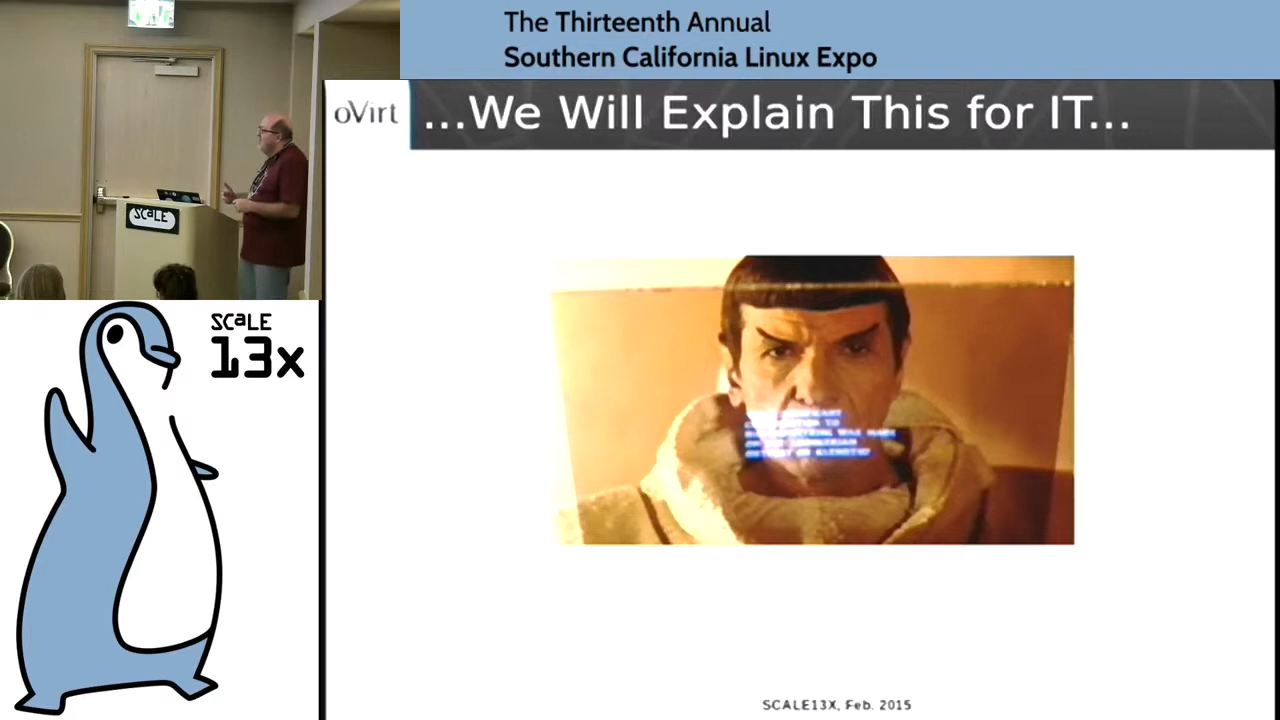 The Thirteenth Annual
Southern California Linux Expo
oVirt
...We Will Explain This for IT...
SCALE
SCALE
13x
SCALE13X, Feb. 2015